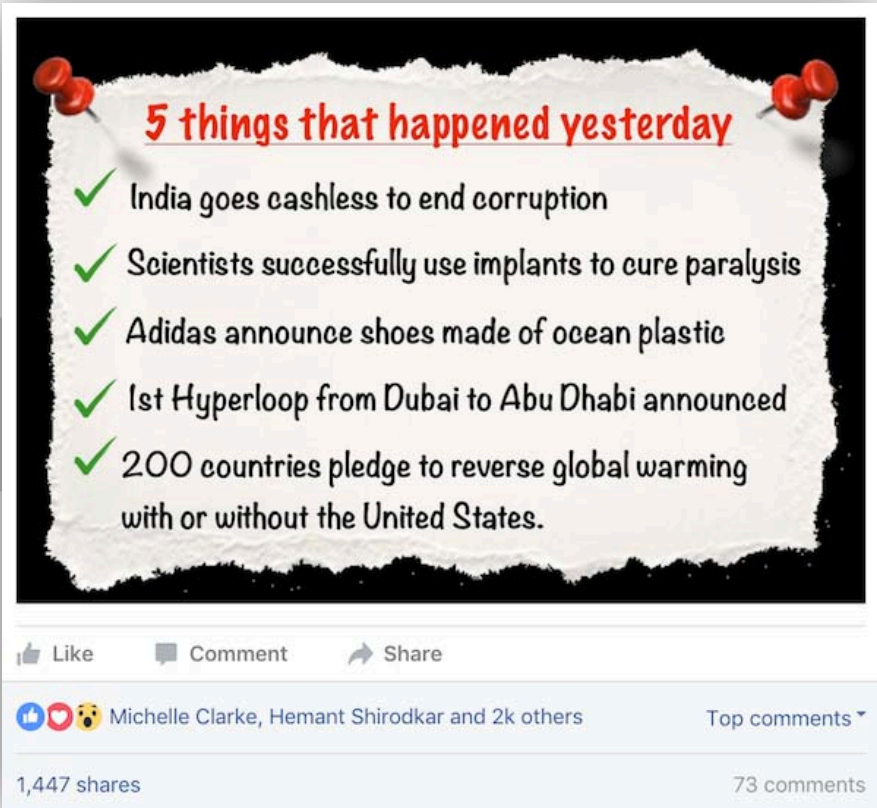 5 things that happened yesterday
India goes cashless to end corruption
Scientists successfully use implants to cure paralysis
Adidas announce shoes made of ocean plastic
1st Hyperloop from Dubai to Abu Dhabi announced
200 countries pledge to reverse global warming
with or without the United States.
Like Comment Share
Michelle Clarke, Hemant Shirodkar and 2k others Top comments
1,447 shares 73 comments